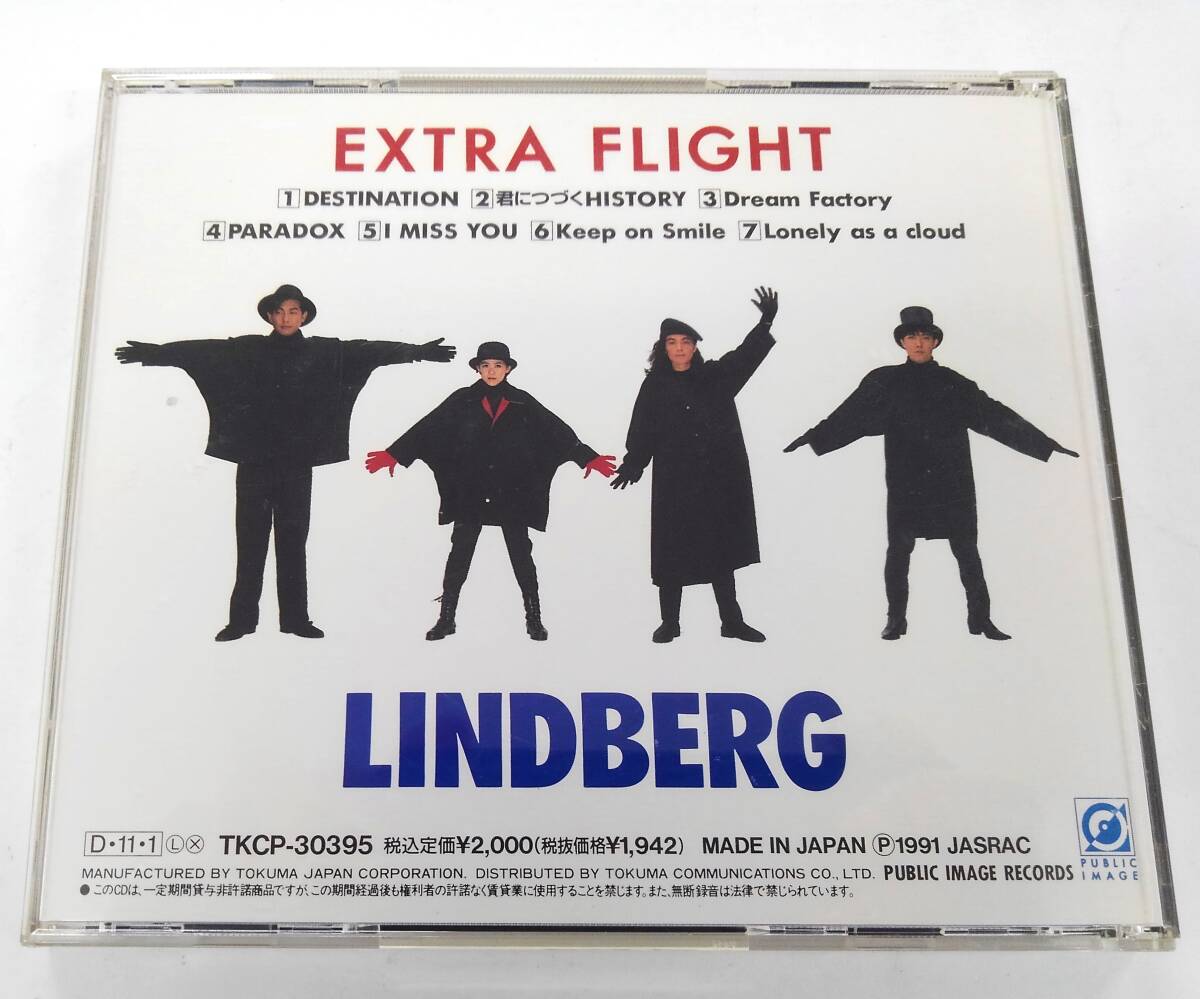 EXTRA FLIGHT
1 DESTINATION 2 君につづくHISTORY 3 Dream Factory
4 PARADOX 5 I MISS YOU 6 Keep on Smile 7 Lonely as a cloud
LINDBERG
D・11・1 Ⓛ Ⓧ TKCP-30395 税込定価¥2,000(税抜価格¥1,942) MADE IN JAPAN Ⓟ1991 JASRAC
MANUFACTURED BY TOKUMA JAPAN CORPORATION. DISTRIBUTED BY TOKUMA COMMUNICATIONS CO., LTD. PUBLIC IMAGE RECORDS
●このCDは、一定期間貸与非許諾商品ですが、この期間経過後も権利者の許諾なく賃貸業に使用することを禁じます。また、無断録音は法律で禁じられています。
PUBLIC
IMAGE